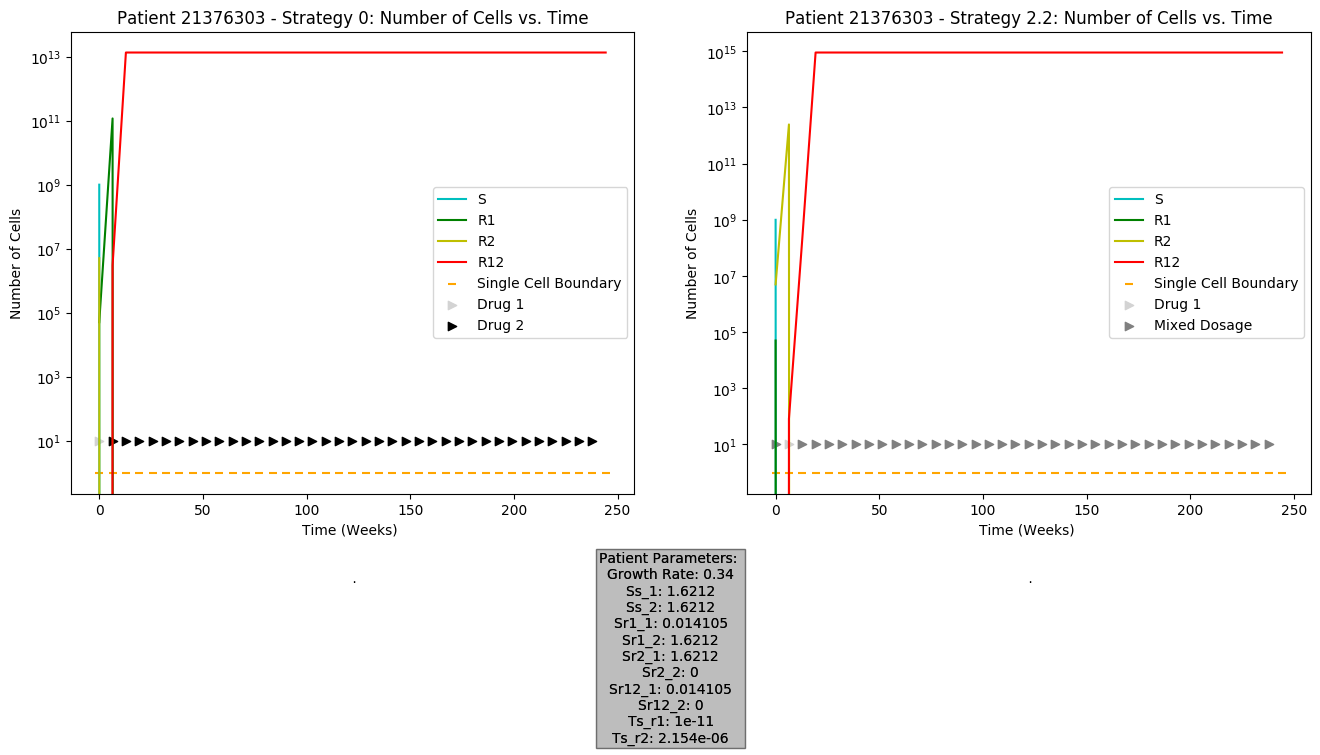 Patient 21376303 - Strategy 0: Number of Cells vs. Time
Number of Cells
10^13
10^11
10^9
10^7
10^5
10^3
10^1
S
R1
R2
R12
Single Cell Boundary
Drug 1
Drug 2
0 50 100 150 200 250
Time (Weeks)
.
Patient 21376303 - Strategy 2.2: Number of Cells vs. Time
Number of Cells
10^15
10^13
10^11
10^9
10^7
10^5
10^3
10^1
S
R1
R2
R12
Single Cell Boundary
Drug 1
Mixed Dosage
0 50 100 150 200 250
Time (Weeks)
.
Patient Parameters:
Growth Rate: 0.34
Ss_1: 1.6212
Ss_2: 1.6212
Sr1_1: 0.014105
Sr1_2: 1.6212
Sr2_1: 1.6212
Sr2_2: 0
Sr12_1: 0.014105
Sr12_2: 0
Ts_r1: 1e-11
Ts_r2: 2.154e-06